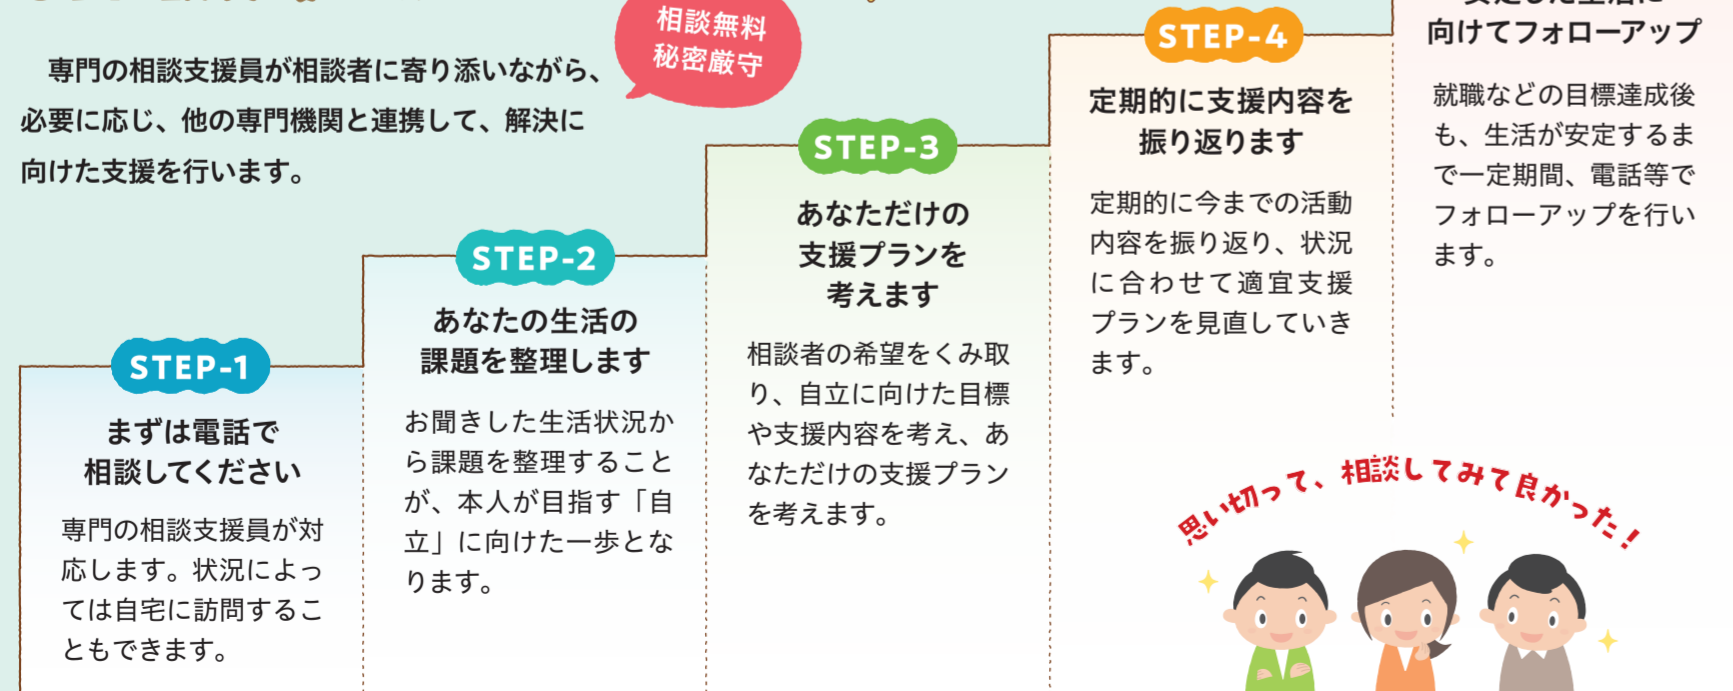 専門の相談支援員が相談者に寄り添いながら、
必要に応じ、他の専門機関と連携して、解決に
向けた支援を行います。
相談無料
秘密厳守
STEP-1
まずは電話で
相談してください
専門の相談支援員が対
応します。状況によっ
ては自宅に訪問するこ
ともできます。
STEP-2
あなたの生活の
課題を整理します
お聞きした生活状況か
ら課題を整理すること
が、本人が目指す「自
立」に向けた一歩とな
ります。
STEP-3
あなただけの
支援プランを
考えます
相談者の希望をくみ取
り、自立に向けた目標
や支援内容を考え、あ
なただけの支援プラン
を考えます。
STEP-4
定期的に支援内容を
振り返ります
定期的に今までの活動
内容を振り返り、状況
に合わせて適宜支援
プランを見直していき
ます。
向けてフォローアップ
就職などの目標達成後
も、生活が安定するま
で一定期間、電話等で
フォローアップを行い
ます。
思い切って、相談してみて良かった!